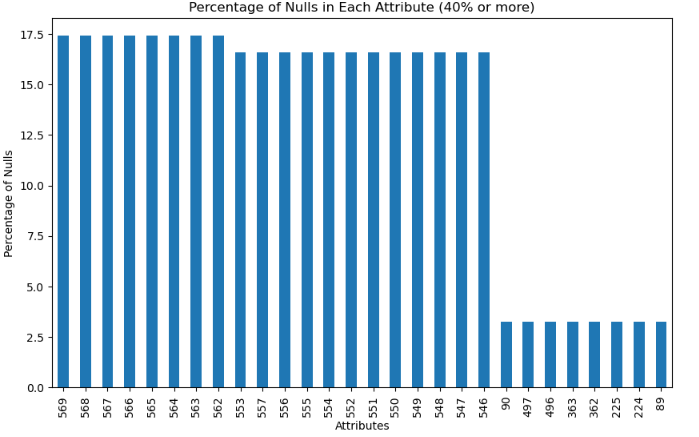 Percentage of Nulls in Each Attribute (40% or more)
17.5
15.0
12.5
10.0
7.5
5.0
2.5
0.0
Percentage of Nulls
569 568 567 566 565 564 563 562 553 557 556 555 554 552 551 550 549 548 547 546 90 497 496 363 362 225 224 89
Attributes